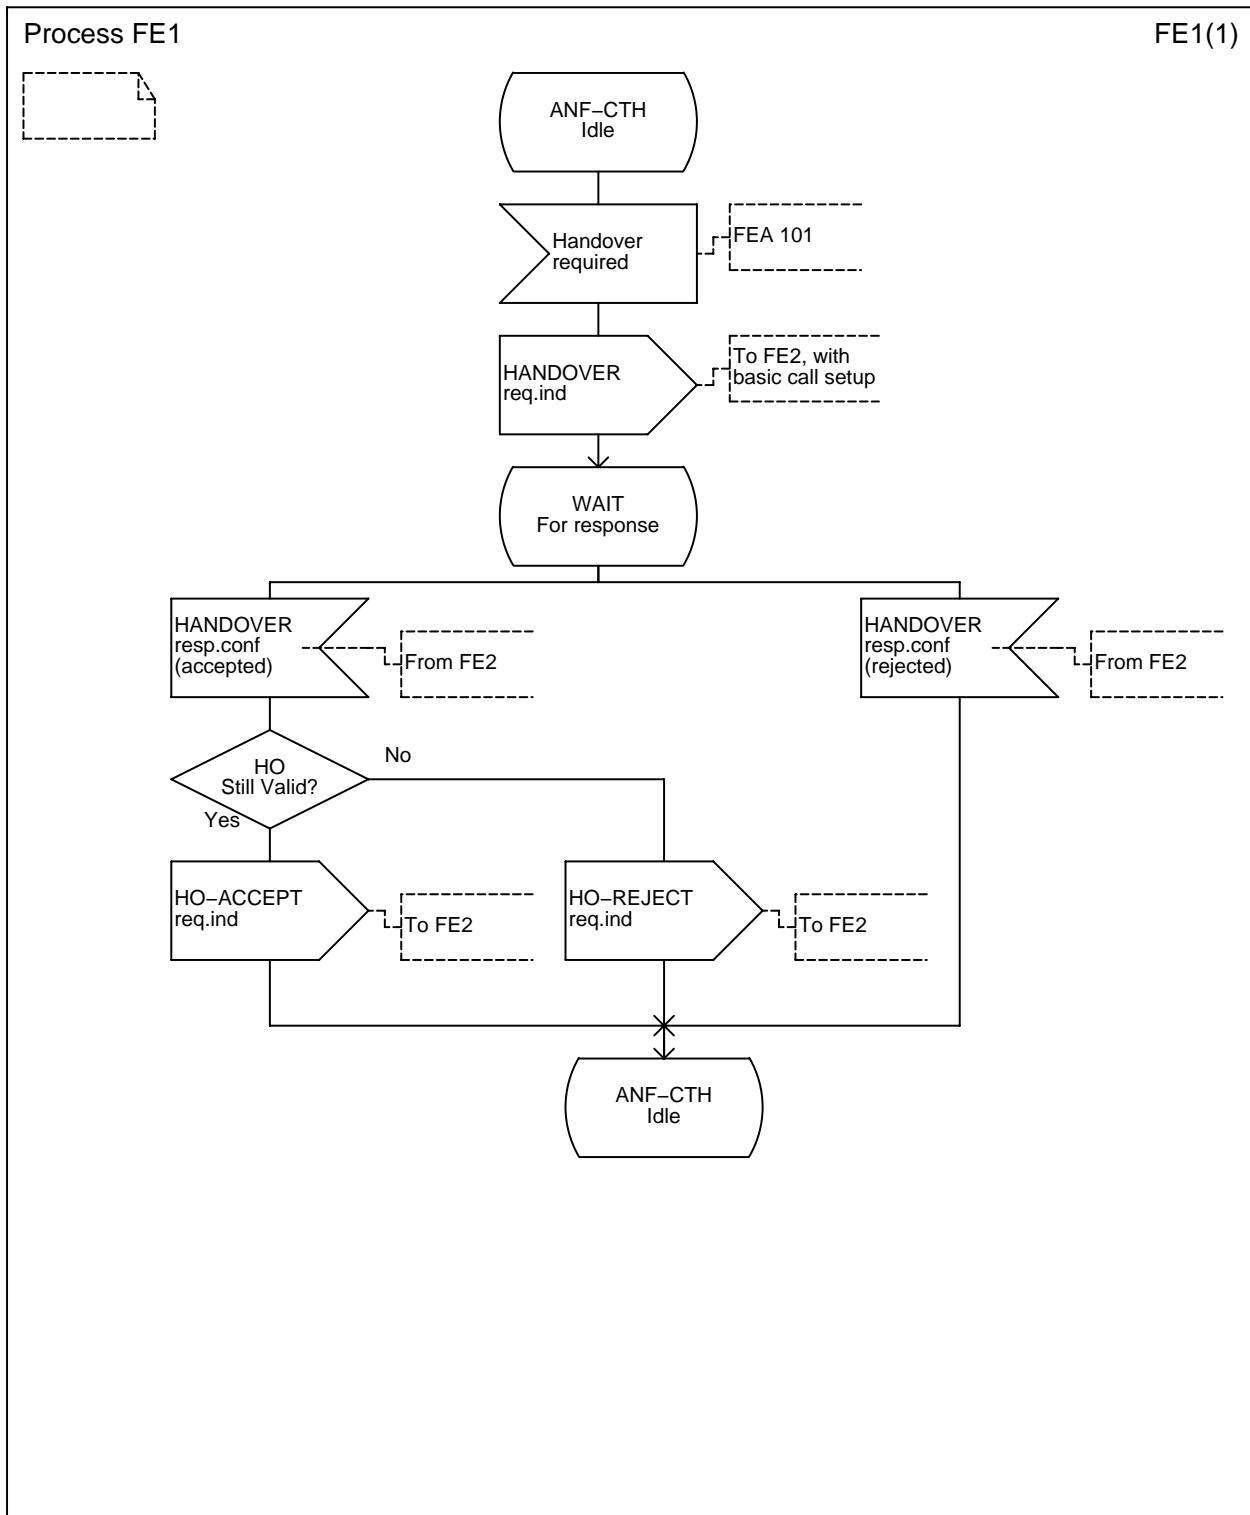 Process FE1
FE1(1)
ANF−CTH
Idle
Handover
required
FEA 101
HANDOVER
req.ind
To FE2, with
basic call setup
WAIT
For response
HANDOVER
resp.conf
(accepted)
From FE2
HANDOVER
resp.conf
(rejected)
From FE2
HO
Still Valid?
No
Yes
HO−ACCEPT
req.ind
To FE2
HO−REJECT
req.ind
To FE2
ANF−CTH
Idle